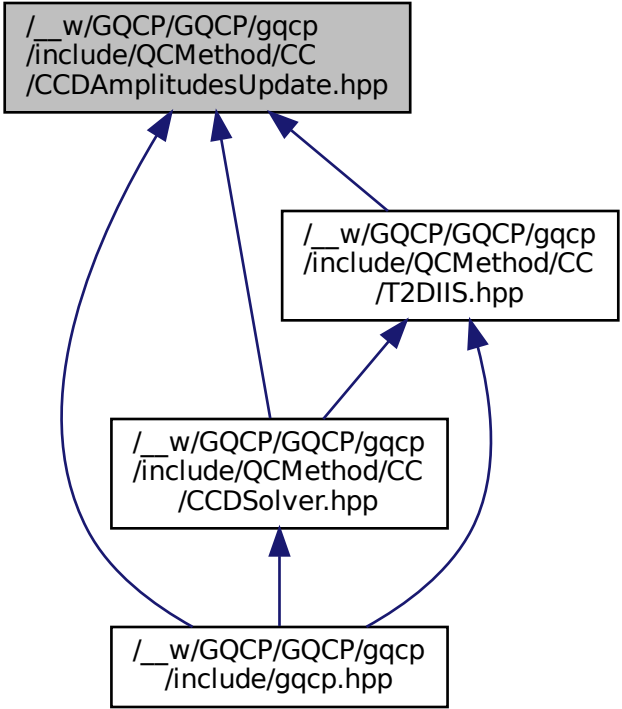 /__w/GQCP/GQCP/gqcp
/include/QCMethod/CC
/CCDAmplitudesUpdate.hpp
/__w/GQCP/GQCP/gqcp
/include/QCMethod/CC
/T2DIIS.hpp
/__w/GQCP/GQCP/gqcp
/include/QCMethod/CC
/CCDSolver.hpp
/__w/GQCP/GQCP/gqcp
/include/gqcp.hpp